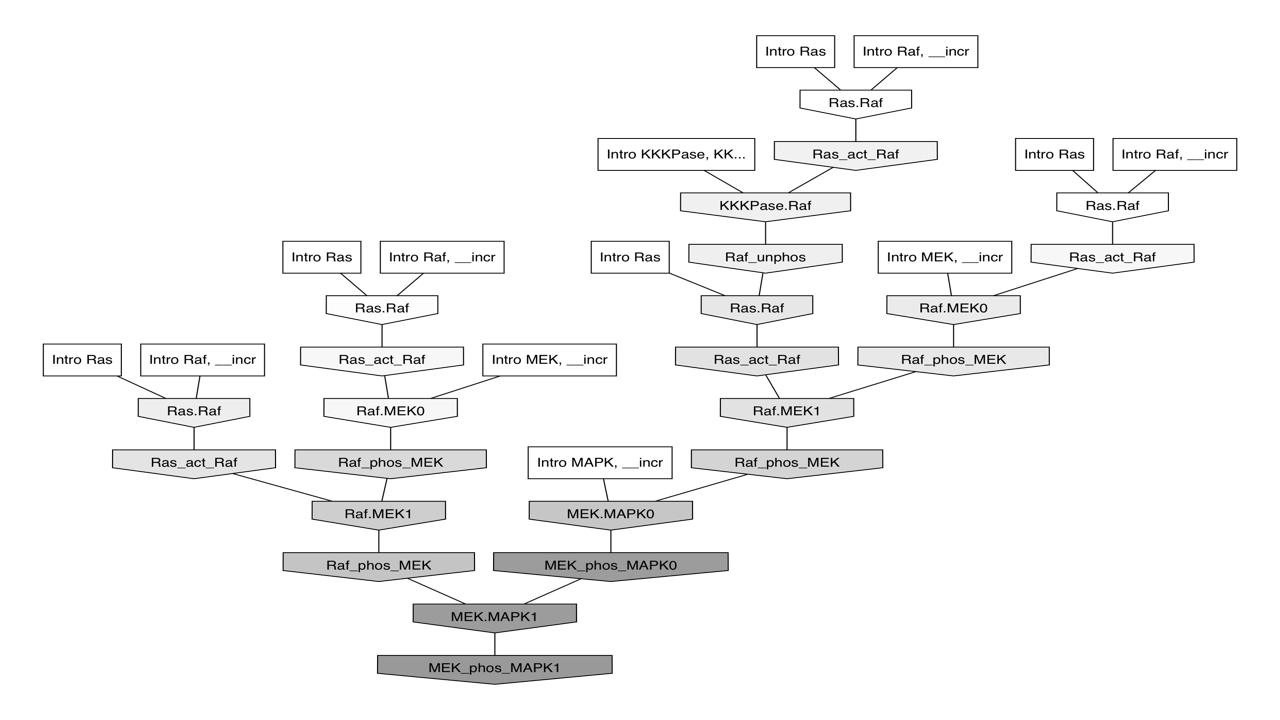 Intro Ras
Intro Raf, __incr
Ras.Raf
Intro KKKPase, KK...
Ras_act_Raf
Intro Ras
Intro Raf, __incr
KKKPase.Raf
Ras.Raf
Intro Ras
Intro Raf, __incr
Intro Ras
Raf_unphos
Intro MEK, __incr
Ras_act_Raf
Ras.Raf
Ras.Raf
Raf.MEK0
Intro Ras
Intro Raf, __incr
Ras_act_Raf
Intro MEK, __incr
Ras_act_Raf
Raf_phos_MEK
Ras.Raf
Raf.MEK0
Raf.MEK1
Ras_act_Raf
Raf_phos_MEK
Intro MAPK, __incr
Raf_phos_MEK
Raf.MEK1
MEK.MAPK0
Raf_phos_MEK
MEK_phos_MAPK0
MEK.MAPK1
MEK_phos_MAPK1